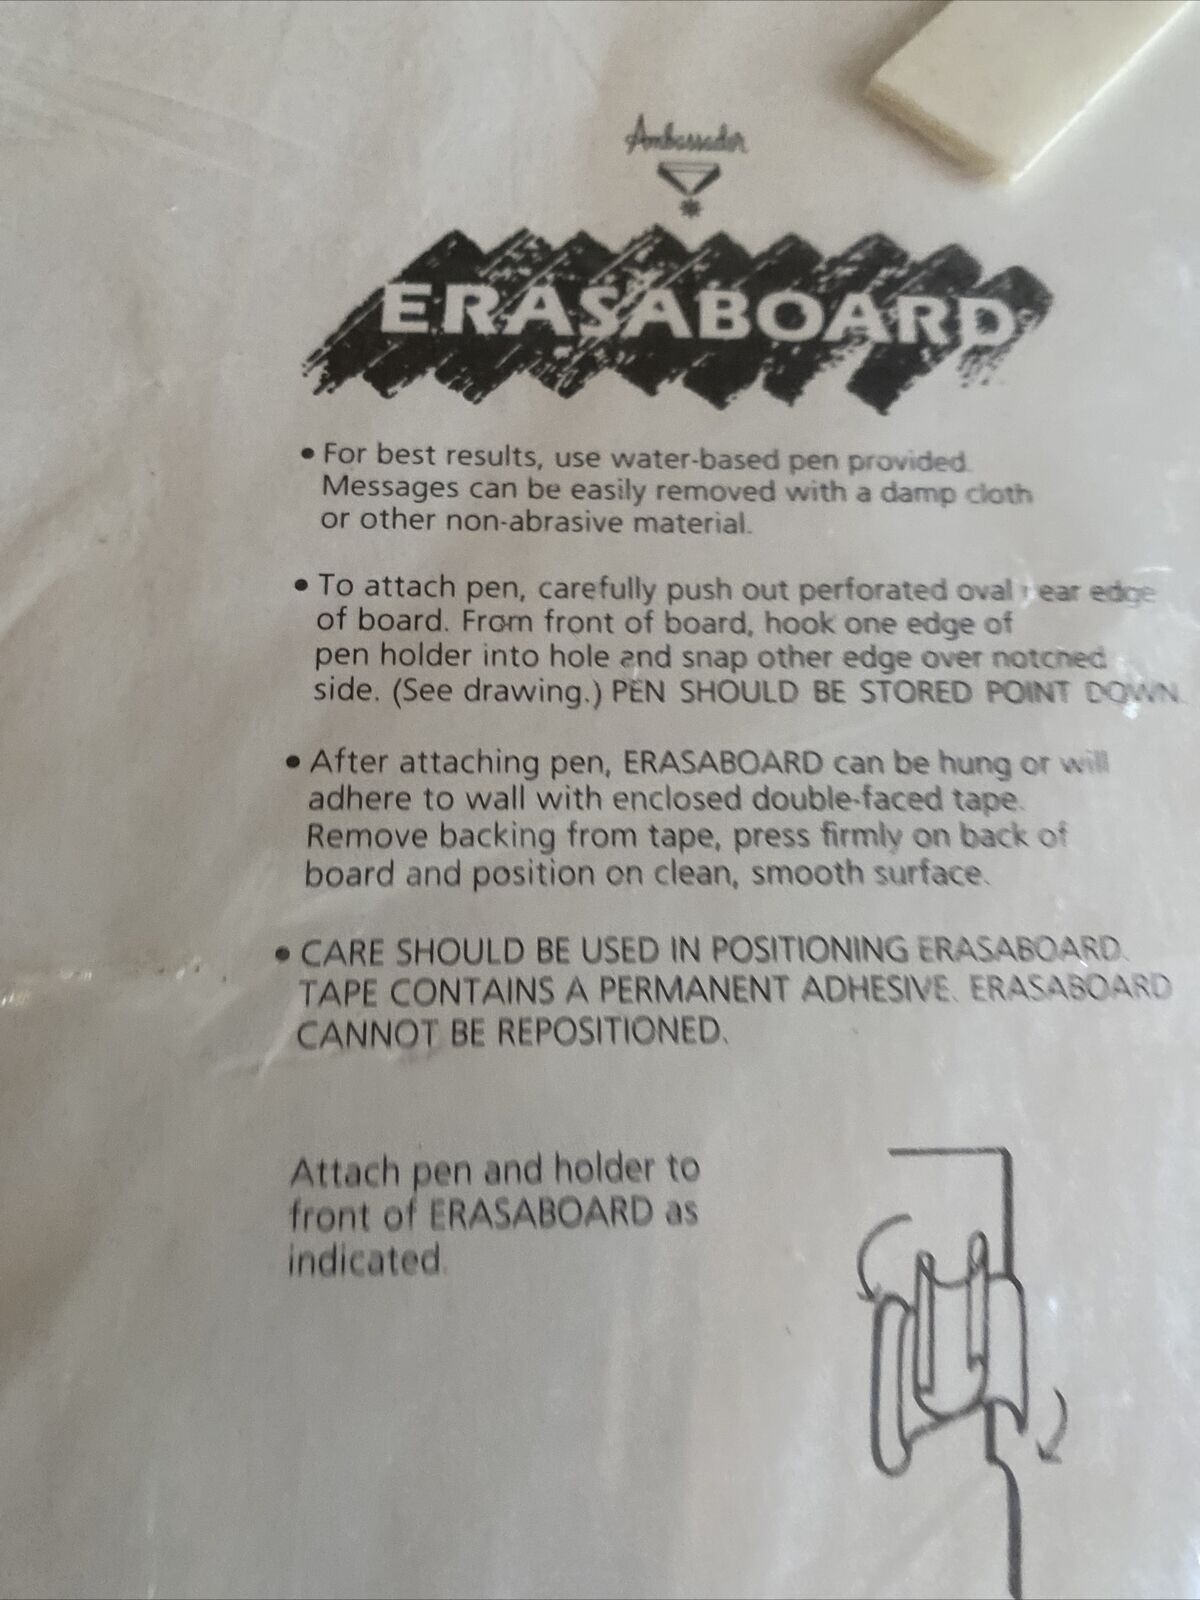 Ambassador
ERASABOARD
• For best results, use water-based pen provided.
Messages can be easily removed with a damp cloth
or other non-abrasive material.
• To attach pen, carefully push out perforated oval near edge
of board. From front of board, hook one edge of
pen holder into hole and snap other edge over notched
side. (See drawing.) PEN SHOULD BE STORED POINT DOWN.
• After attaching pen, ERASABOARD can be hung or will
adhere to wall with enclosed double-faced tape.
Remove backing from tape, press firmly on back of
board and position on clean, smooth surface.
• CARE SHOULD BE USED IN POSITIONING ERASABOARD.
TAPE CONTAINS A PERMANENT ADHESIVE. ERASABOARD
CANNOT BE REPOSITIONED.
Attach pen and holder to
front of ERASABOARD as
indicated.